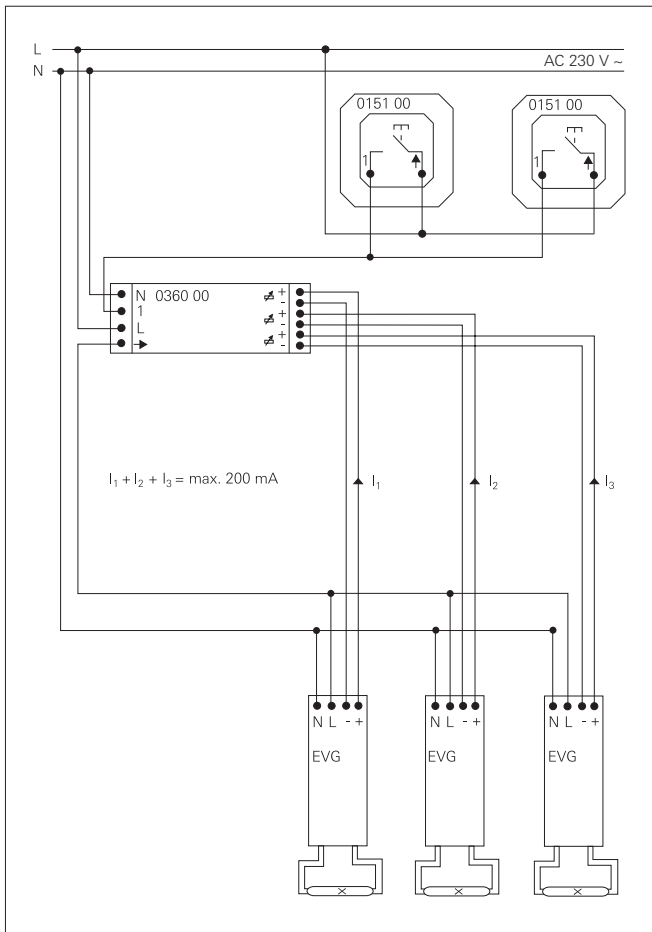 L
AC 230 V ~
N
0151 00
0151 00
1
1
N 0360 00 +
1 -
+
L -
+
-
I₁ + I₂ + I₃ = max. 200 mA
I₁
I₂
I₃
N L - +
N L - +
N L - +
EVG
EVG
EVG